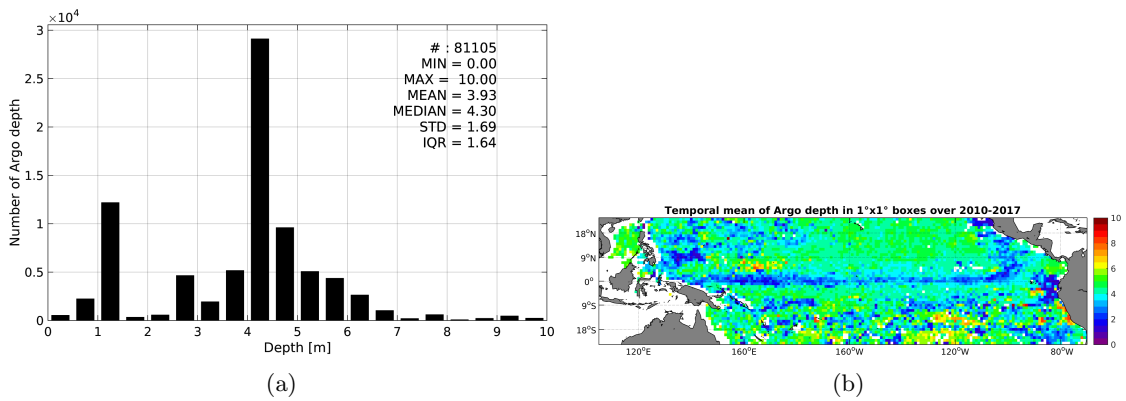 ×10⁴
3
2.5
2
1.5
1
0.5
0
Number of Argo depth
# : 81105
MIN = 0.00
MAX = 10.00
MEAN = 3.93
MEDIAN = 4.30
STD = 1.69
IQR = 1.64
0 1 2 3 4 5 6 7 8 9 10
Depth [m]
(a)
Temporal mean of Argo depth in 1°x1° boxes over 2010-2017
18°N
9°N
0°
9°S
18°S
120°E 160°E 160°W 120°W 80°W
10
8
6
4
2
0
(b)